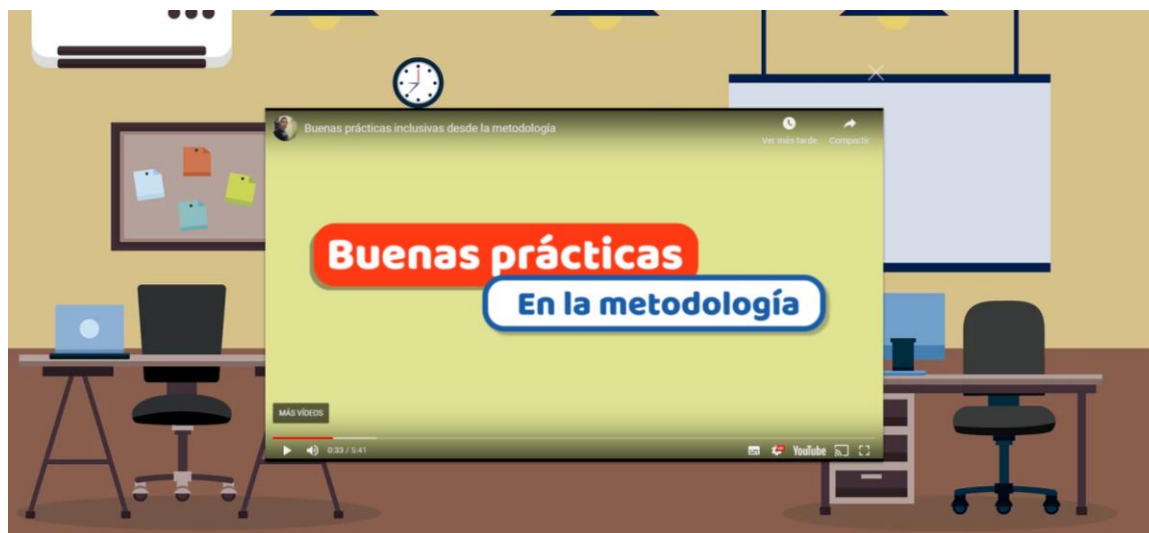 Buenas prácticas inclusivas desde la metodología
Ver más tarde
Compartir
Buenas prácticas
En la metodología
MÁS VÍDEOS
0:33 / 5:41
YouTube